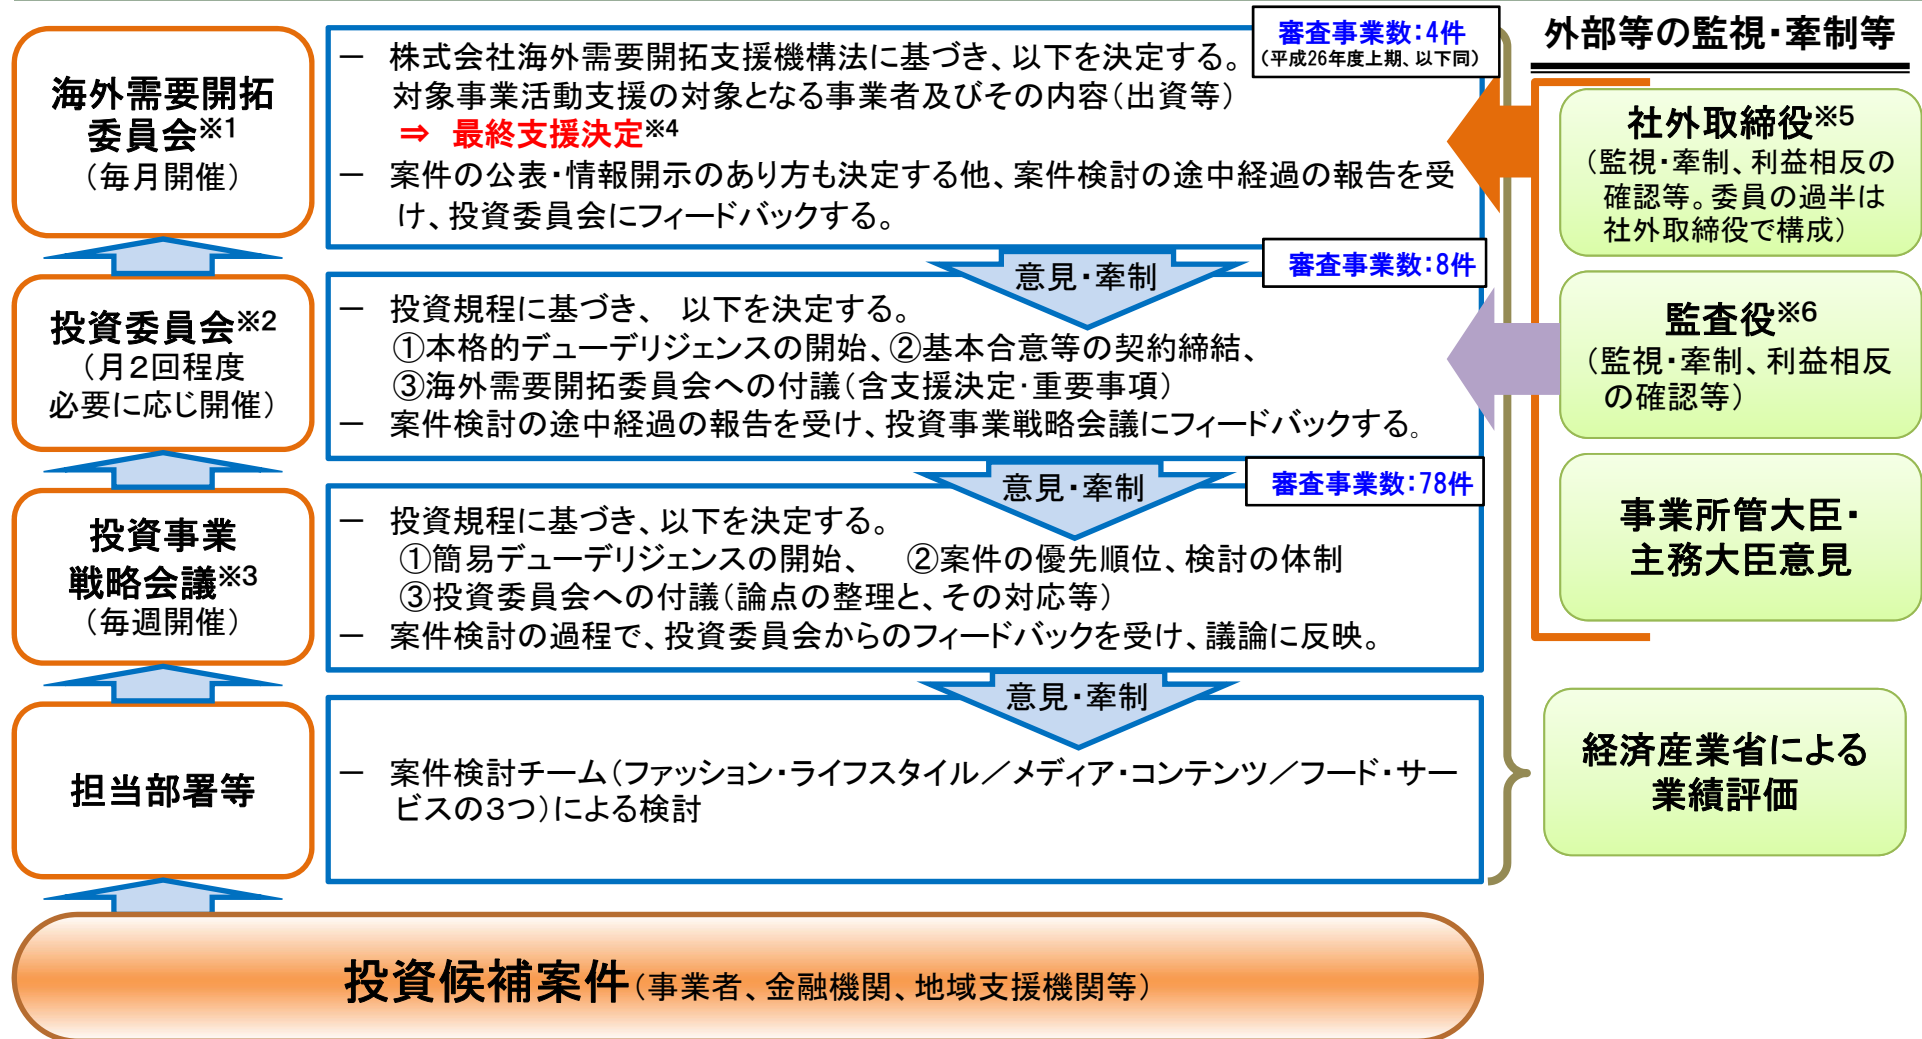 海外需要開拓
委員会※1
（毎月開催）
審査事業数：4件
（平成26年度上期、以下同）
－ 株式会社海外需要開拓支援機構法に基づき、以下を決定する。
対象事業活動支援の対象となる事業者及びその内容（出資等）
⇒ 最終支援決定※4
－ 案件の公表・情報開示のあり方も決定する他、案件検討の途中経過の報告を受
け、投資委員会にフィードバックする。
意見・牽制
投資委員会※2
（月２回程度
必要に応じ開催）
審査事業数：8件
－ 投資規程に基づき、 以下を決定する。
①本格的デューデリジェンスの開始、②基本合意等の契約締結、
③海外需要開拓委員会への付議（含支援決定・重要事項）
－ 案件検討の途中経過の報告を受け、投資事業戦略会議にフィードバックする。
意見・牽制
投資事業
戦略会議※3
（毎週開催）
審査事業数：78件
－ 投資規程に基づき、以下を決定する。
①簡易デューデリジェンスの開始、 ②案件の優先順位、検討の体制
③投資委員会への付議（論点の整理と、その対応等）
－ 案件検討の過程で、投資委員会からのフィードバックを受け、議論に反映。
意見・牽制
担当部署等
－ 案件検討チーム（ファッション・ライフスタイル／メディア・コンテンツ／フード・サー
ビスの３つ）による検討
投資候補案件（事業者、金融機関、地域支援機関等）
外部等の監視・牽制等
社外取締役※5
（監視・牽制、利益相反の
確認等。委員の過半は
社外取締役で構成）
監査役※6
（監視・牽制、利益相反
の確認等）
事業所管大臣・
主務大臣意見
経済産業省による
業績評価